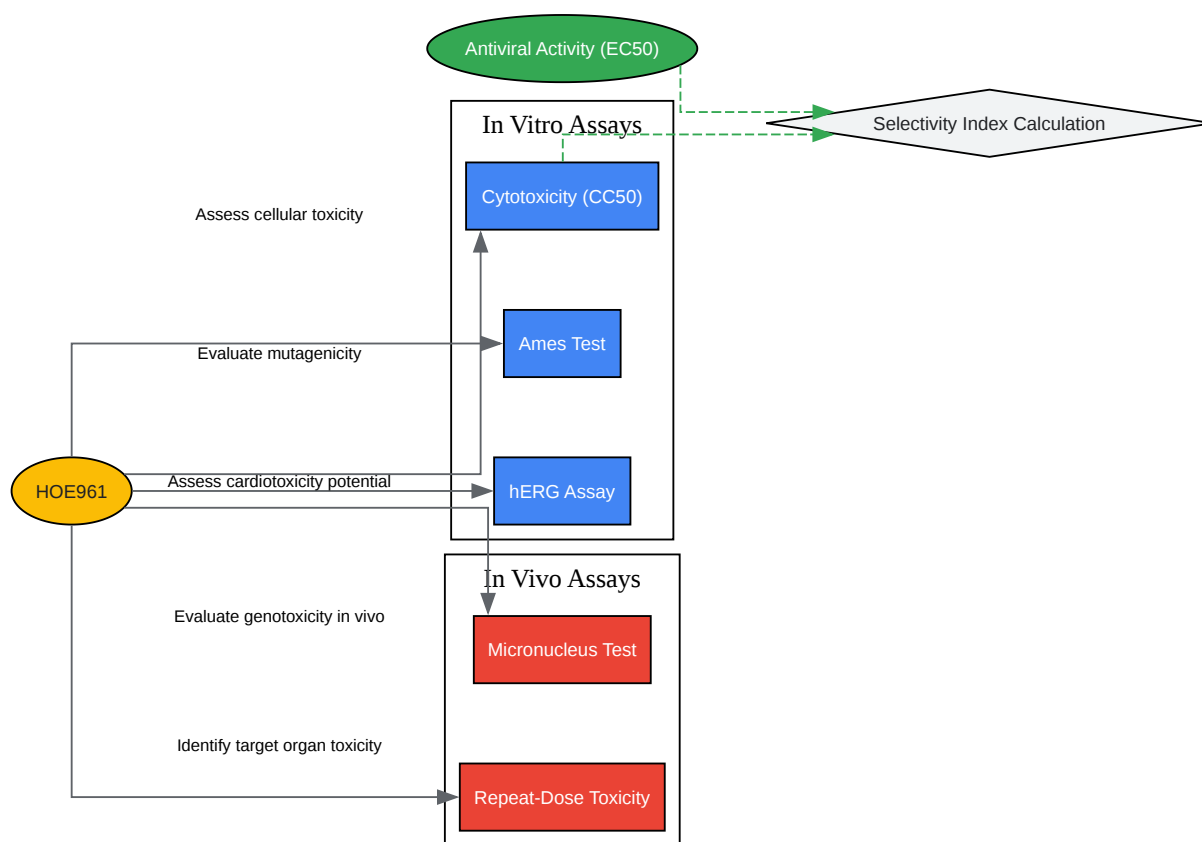 Antiviral Activity (EC50)
In Vitro Assays
Selectivity Index Calculation
Cytotoxicity (CC50)
Assess cellular toxicity
Ames Test
Evaluate mutagenicity
Assess cardiotoxicity potential
HOE961
hERG Assay
In Vivo Assays
Evaluate genotoxicity in vivo
Micronucleus Test
Identify target organ toxicity
Repeat-Dose Toxicity